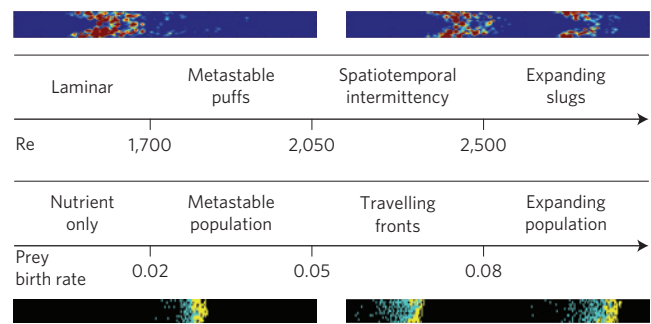 Laminar
Metastable
puffs
Spatiotemporal
intermittency
Expanding
slugs
Re
1,700
2,050
2,500
Nutrient
only
Metastable
population
Travelling
fronts
Expanding
population
Prey
birth rate
0.02
0.05
0.08